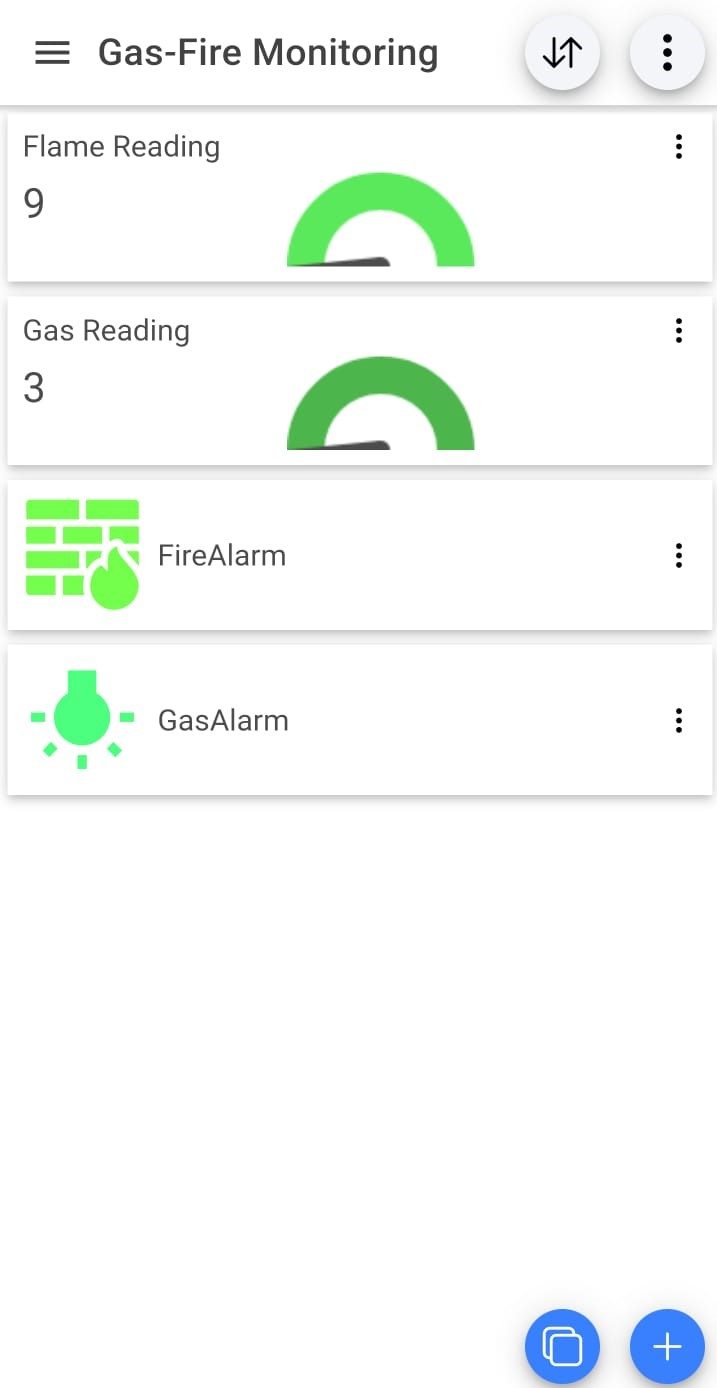 Gas-Fire Monitoring
Flame Reading
9
Gas Reading
3
FireAlarm
GasAlarm